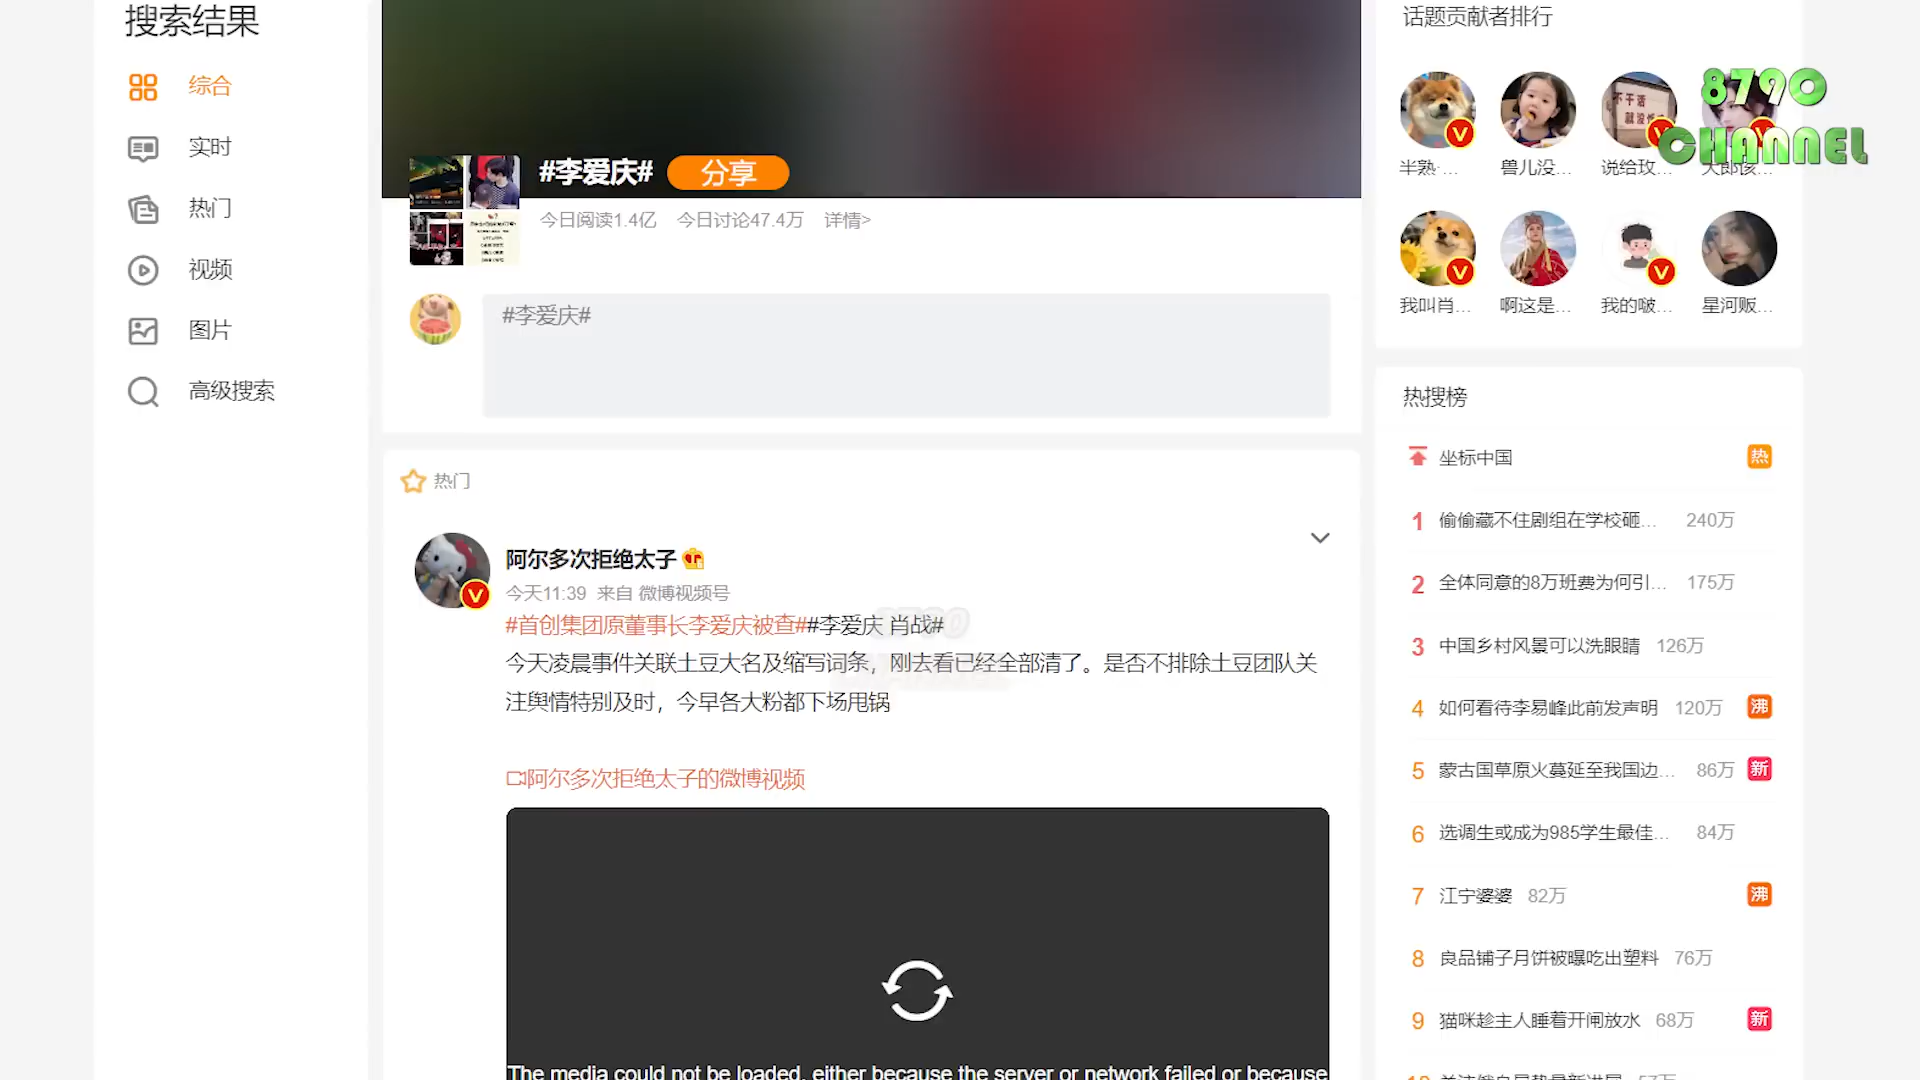 搜索结果
综合
实时
热门
视频
图片
高级搜索
#李爱庆#
分享
今日阅读1.4亿 今日讨论47.4万 详情>
#李爱庆#
热门
阿尔多次拒绝太子
今天11:39 来自 微博视频号
#首创集团原董事长李爱庆被查##李爱庆 肖战#
今天凌晨事件关联土豆大名及缩写词条，刚去看已经全部清了。是否不排除土豆团队关
注舆情特别及时，今早各大粉都下场甩锅
阿尔多次拒绝太子的微博视频
The media could not be loaded, either because the server or network failed or because
话题贡献者排行
半熟·...
兽儿没...
说给玫...
大郎该...
我叫肖...
啊这是...
我的啵...
星河贩...
8790
CHANNEL
热搜榜
坐标中国 热
1 偷偷藏不住剧组在学校砸... 240万
2 全体同意的8万班费为何引... 175万
3 中国乡村风景可以洗眼睛 126万
4 如何看待李易峰此前发声明 120万 沸
5 蒙古国草原火蔓延至我国边... 86万 新
6 选调生或成为985学生最佳... 84万
7 江宁婆婆 82万 沸
8 良品铺子月饼被曝吃出塑料 76万
9 猫咪趁主人睡着开闸放水 68万 新